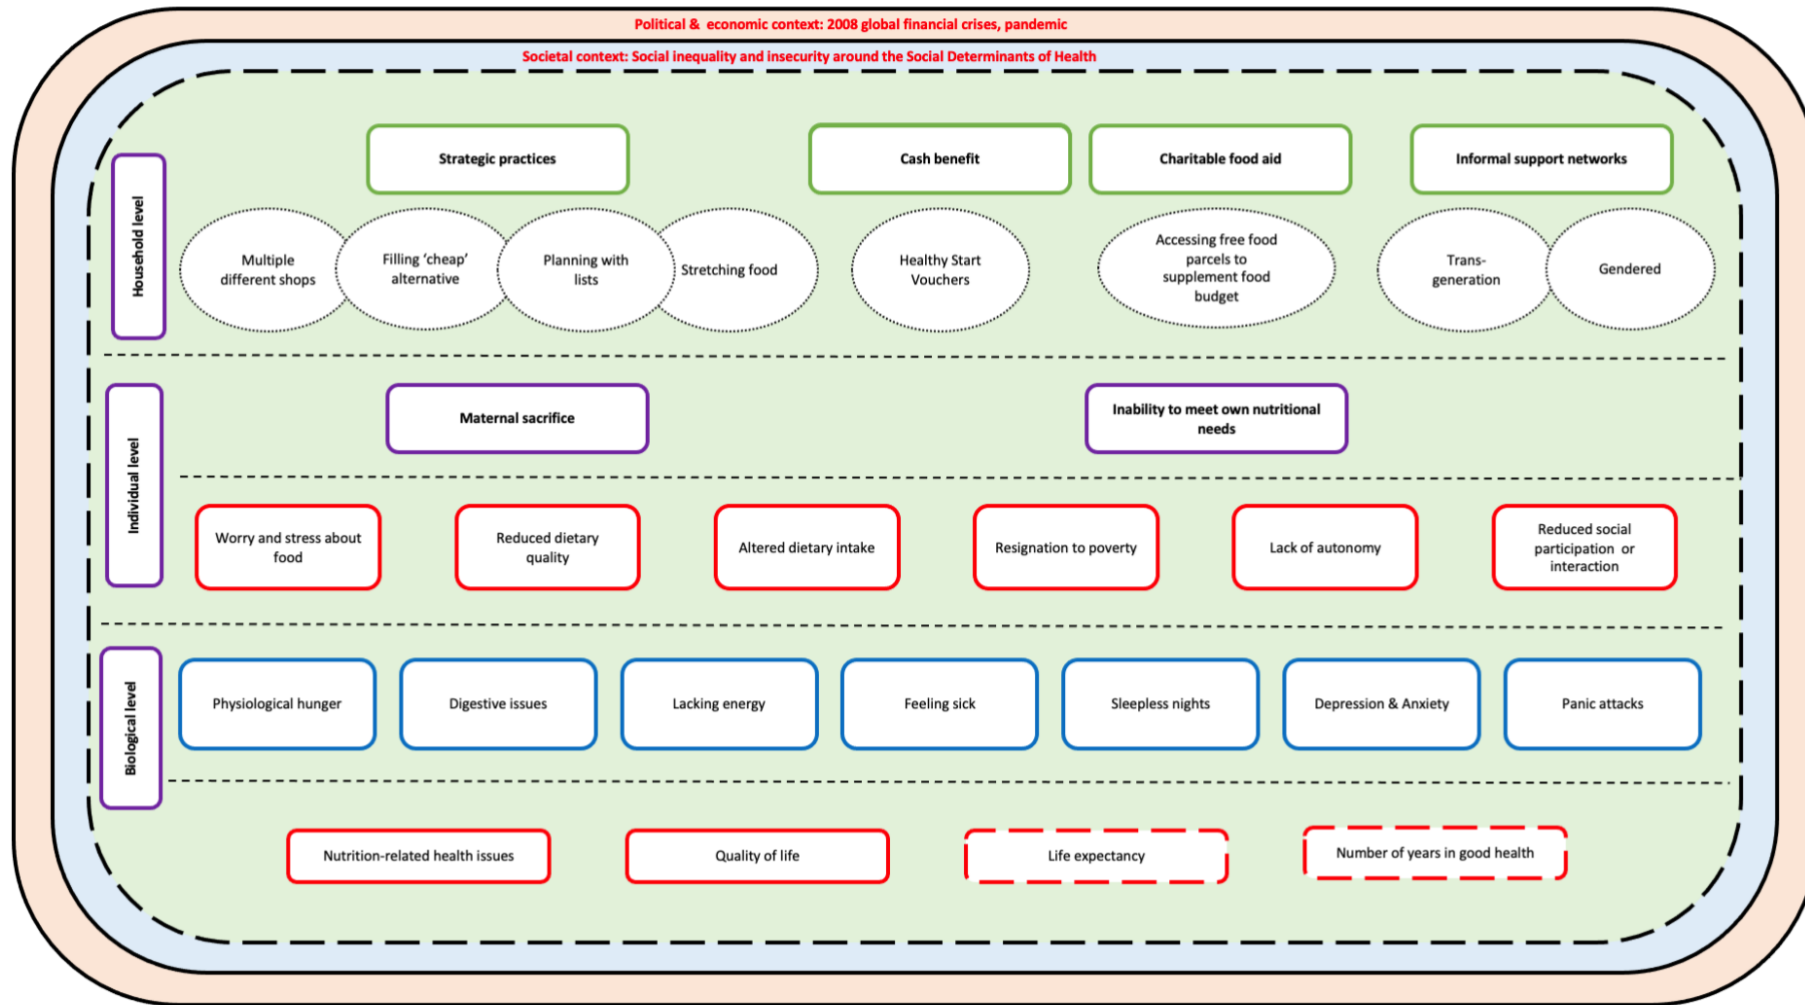 Political & economic context: 2008 global financial crises, pandemic
Societal context: Social inequality and insecurity around the Social Determinants of Health
Household level
Strategic practices
Cash benefit
Charitable food aid
Informal support networks
Multiple
different shops
Filling ‘cheap’
alternative
Planning with
lists
Stretching food
Healthy Start
Vouchers
Accessing free food
parcels to
supplement food
budget
Trans-
generation
Gendered
Individual level
Maternal sacrifice
Inability to meet own nutritional
needs
Worry and stress about
food
Reduced dietary
quality
Altered dietary intake
Resignation to poverty
Lack of autonomy
Reduced social
participation or
interaction
Biological level
Physiological hunger
Digestive issues
Lacking energy
Feeling sick
Sleepless nights
Depression & Anxiety
Panic attacks
Nutrition-related health issues
Quality of life
Life expectancy
Number of years in good health